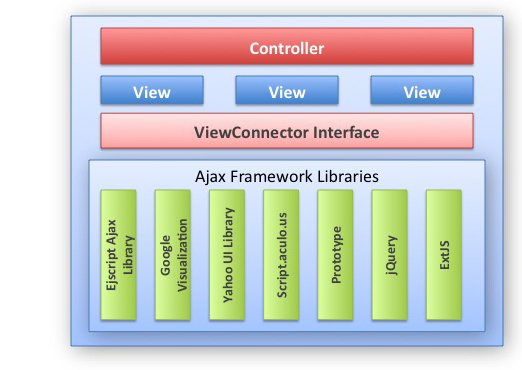 Controller
View
View
View
ViewConnector Interface
Ajax Framework Libraries
Ejscript Ajax
Library
Google
Visualization
Yahoo UI Library
Script.aculo.us
Prototype
jQuery
ExtJS